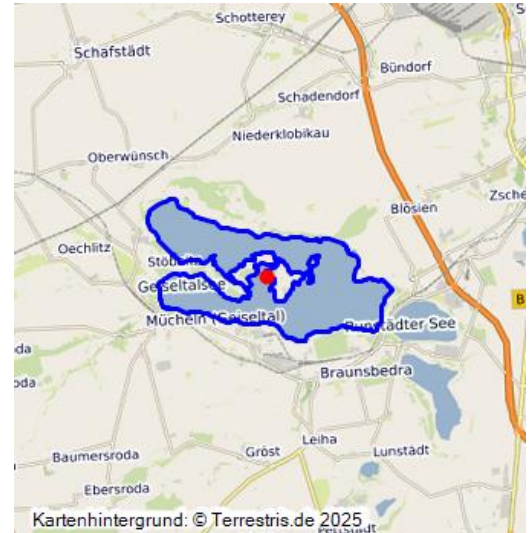 Schotterey
Schafstädt
Bündorf
Schadendorf
Niederklobikau
Oberwünsch
Blösien
Oechlitz
Geiseltalsee
B
Mücheln (Geiseltal)
Runstädter See
Braunsbedra
Leiha
Baumersroda
Gröst
Lunstädt
Ebersroda
Kartenhintergrund: © Terrestris.de 2025